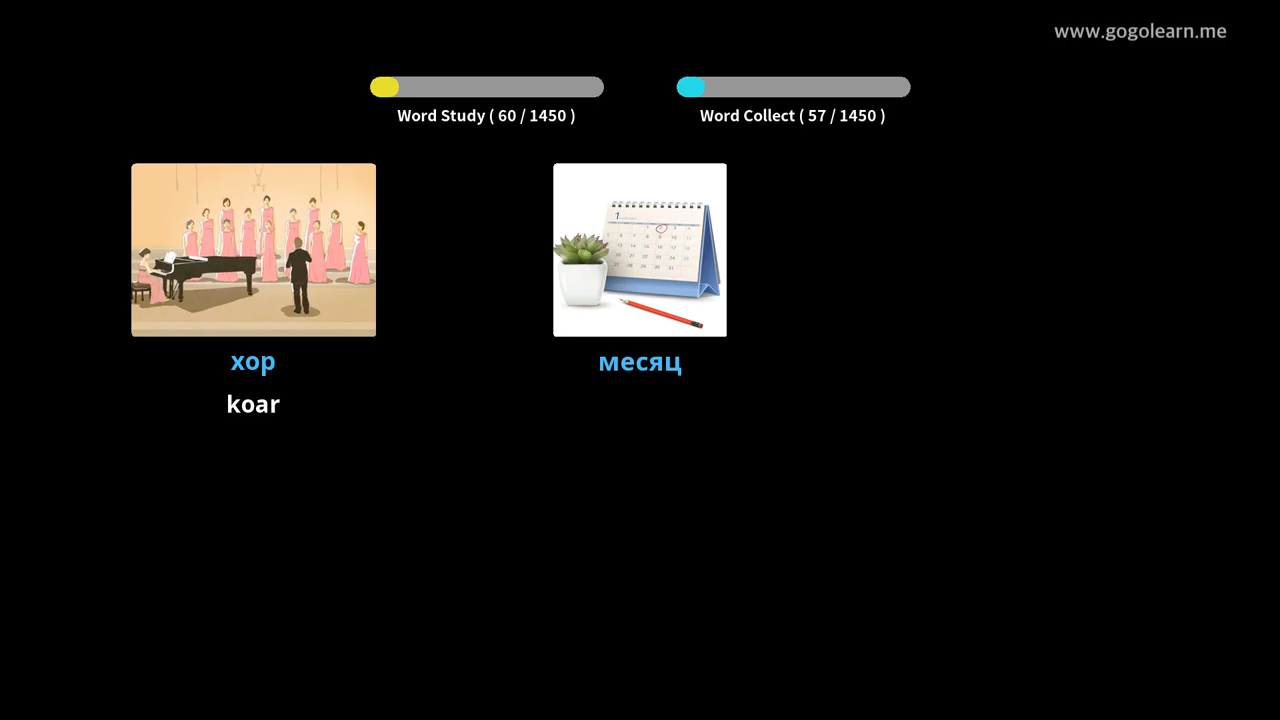 www.gogolearn.me
Word Study ( 60 / 1450 )
Word Collect ( 57 / 1450 )
хор
koar
месяц